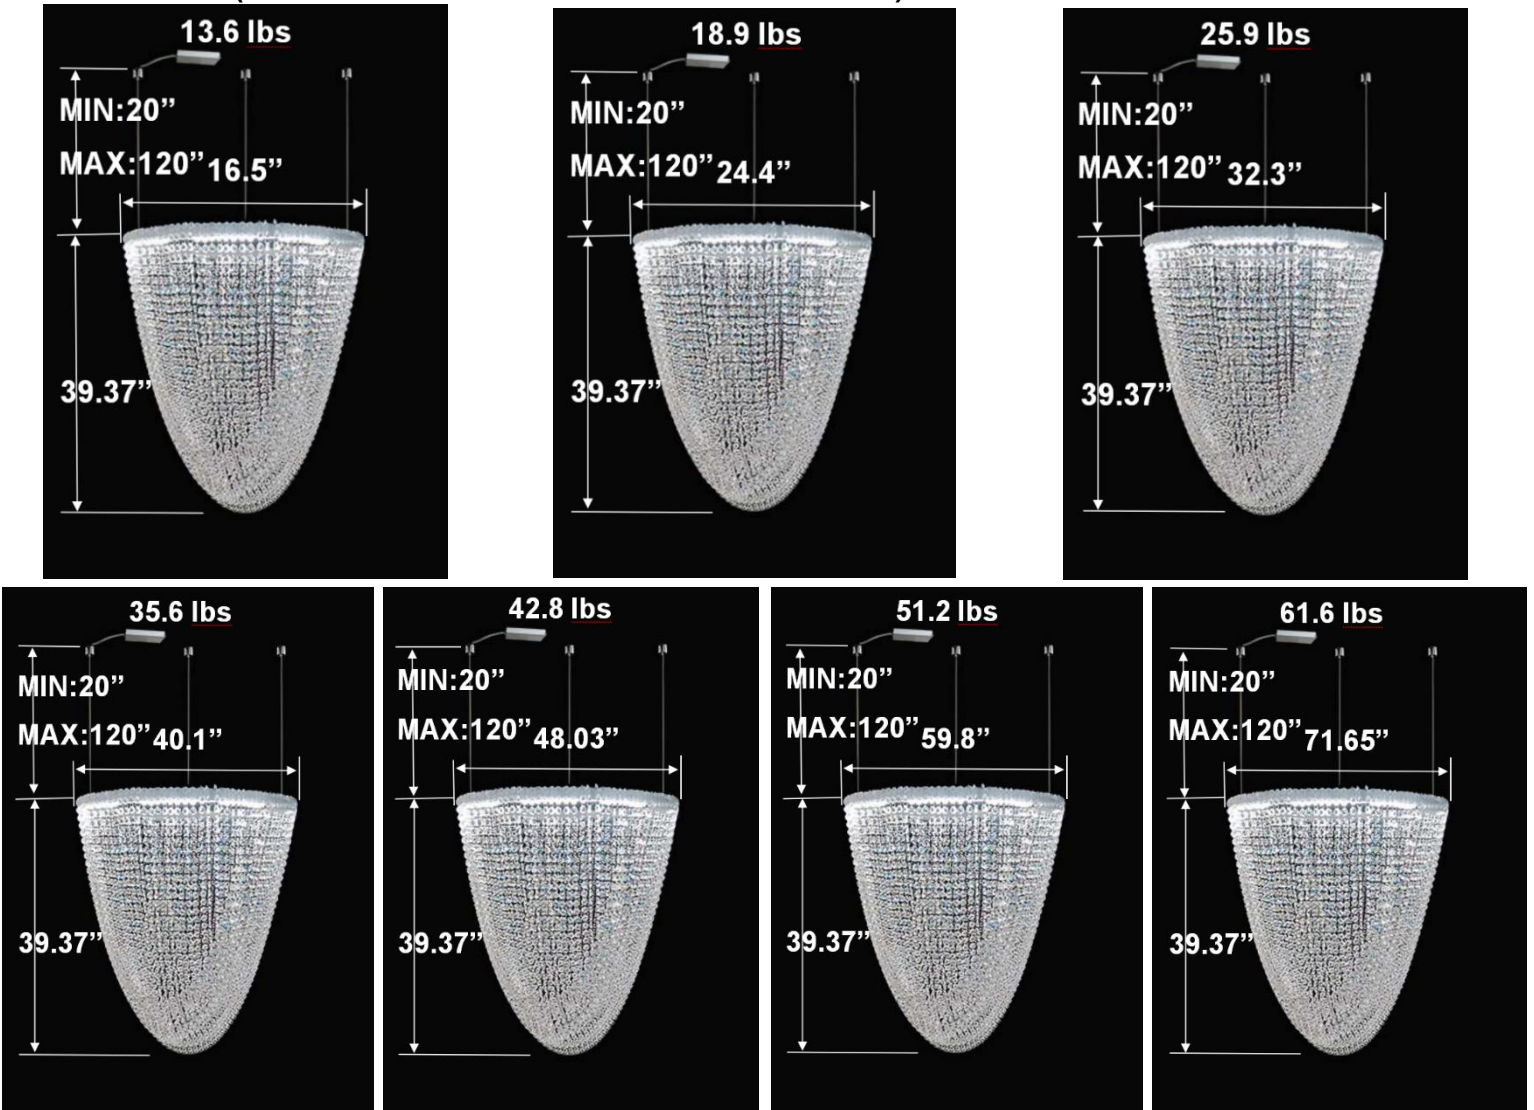 13.6 lbs
MIN:20”
MAX:120”
16.5”
39.37”
18.9 lbs
MIN:20”
MAX:120”
24.4”
39.37”
25.9 lbs
MIN:20”
MAX:120”
32.3”
39.37”
35.6 lbs
MIN:20”
MAX:120”
40.1”
39.37”
42.8 lbs
MIN:20”
MAX:120”
48.03”
39.37”
51.2 lbs
MIN:20”
MAX:120”
59.8”
39.37”
61.6 lbs
MIN:20”
MAX:120”
71.65”
39.37”